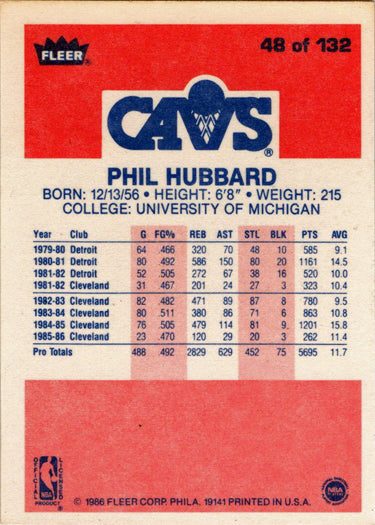 FLEER®
48 of 132
CAVS®
PHIL HUBBARD
BORN: 12/13/56 • HEIGHT: 6'8" • WEIGHT: 215
COLLEGE: UNIVERSITY OF MICHIGAN
Year Club G FG% REB AST STL BLK PTS AVG
1979-80 Detroit 64 .466 320 70 48 10 585 9.1
1980-81 Detroit 80 .492 586 150 80 20 1161 14.5
1981-82 Detroit 52 .505 272 67 38 16 520 10.0
1981-82 Cleveland 31 .467 201 24 27 3 323 10.4
1982-83 Cleveland 82 .482 471 89 87 8 780 9.5
1983-84 Cleveland 80 .511 380 86 71 6 863 10.8
1984-85 Cleveland 76 .505 479 114 81 9 1201 15.8
1985-86 Cleveland 23 .470 120 29 20 3 262 11.4
Pro Totals 488 .492 2829 629 452 75 5695 11.7
OFFICIAL LICENSED
NBA
PRODUCT
NBA
© 1986 FLEER CORP. PHILA. 19141 PRINTED IN U.S.A.